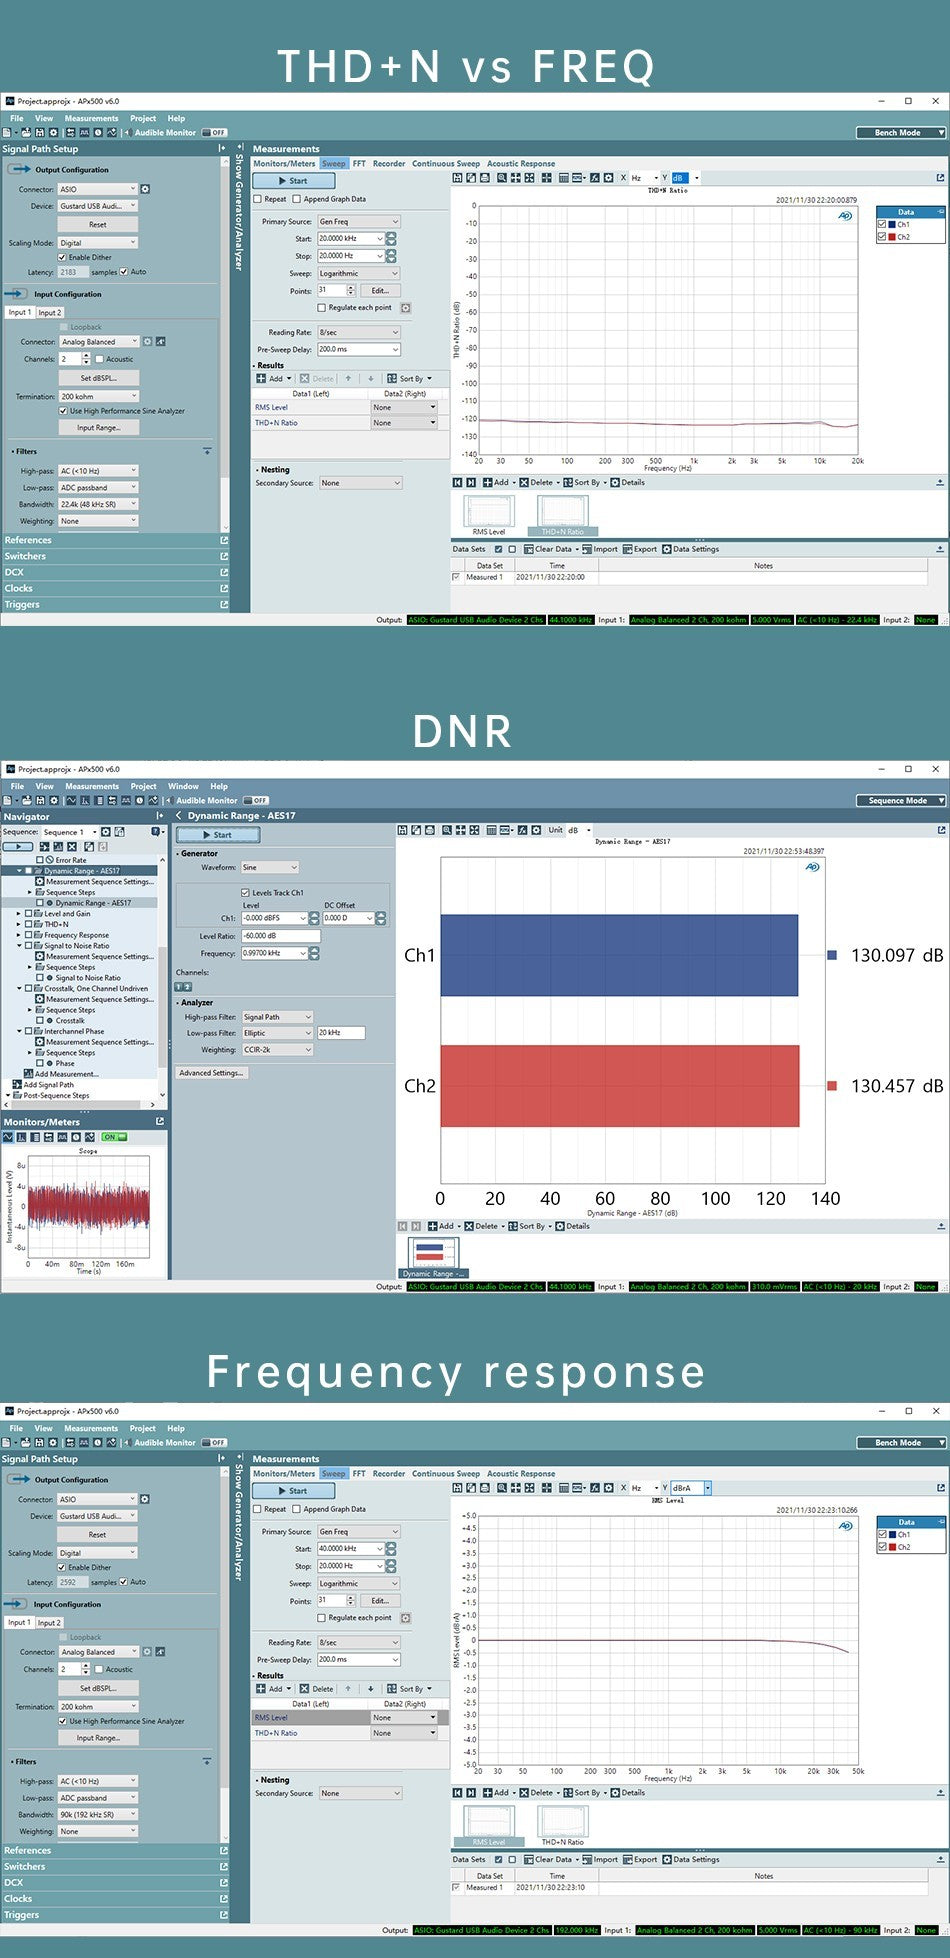 THD+N vs FREQ
Project.approjx - APx500 v6.0
File View Measurements Project Help
Audible Monitor OFF
Bench Mode
Signal Path Setup
Output Configuration
Connector: ASIO
Device: Gustard USB Audi...
Reset
Scaling Mode: Digital
Enable Dither
Latency: 2183 samples Auto
Input Configuration
Input 1 Input 2
Loopback
Connector: Analog Balanced
Channels: 2 Acoustic
Set dBSPL...
Termination: 200 kohm
Use High Performance Sine Analyzer
Input Range...
Filters
High-pass: AC (<10 Hz)
Low-pass: ADC passband
Bandwidth: 22.4k (48 kHz SR)
Weighting: None
References
Switchers
DCX
Clocks
Triggers
Show Generator/Analyzer
Measurements
Monitors/Meters Sweep FFT Recorder Continuous Sweep Acoustic Response
Start
Repeat Append Graph Data
Primary Source: Gen Freq
Start: 20.0000 kHz
Stop: 20.0000 Hz
Sweep: Logarithmic
Points: 31 Edit...
Regulate each point
Reading Rate: 8/sec
Pre-Sweep Delay: 200.0 ms
Results
Add Delete Sort By
Data1 (Left) Data2 (Right)
RMS Level None
THD+N Ratio None
Nesting
Secondary Source: None
X Hz Y dB
THD+N Ratio
2021/11/30 22:20:00.879
AP
Data
Ch1
Ch2
THD+N Ratio (dB)
0
-10
-20
-30
-40
-50
-60
-70
-80
-90
-100
-110
-120
-130
-140
20 30 50 100 200 300 500 1k 2k 3k 5k 10k 20k
Frequency (Hz)
Add Delete Sort By Details
RMS Level THD+N Ratio
Data Sets Clear Data Import Export Data Settings
Data Set Time Notes
Measured 1 2021/11/30 22:20:00
Output: ASIO: Gustard USB Audio Device 2 Chs 44.1000 kHz Input 1: Analog Balanced 2 Ch, 200 kohm 5.000 Vrms AC (<10 Hz) - 22.4 kHz Input 2: None
DNR
Project.approjx - APx500 v6.0
File View Measurements Project Window Help
Audible Monitor OFF
Sequence Mode
Navigator
Sequence: Sequence 1
Error Rate
Dynamic Range - AES17
Measurement Sequence Settings...
Sequence Steps
Dynamic Range - AES17
Level and Gain
THD+N
Frequency Response
Signal to Noise Ratio
Measurement Sequence Settings...
Sequence Steps
Signal to Noise Ratio
Crosstalk, One Channel Undriven
Measurement Sequence Settings...
Sequence Steps
Crosstalk
Interchannel Phase
Measurement Sequence Settings...
Sequence Steps
Phase
Add Measurement...
Add Signal Path
Post-Sequence Steps
Monitors/Meters
ON
Scope
Instantaneous Level (V)
8u
4u
0
-4u
-8u
0 40m 80m 120m 160m
Time (s)
Dynamic Range - AES17
Start
Generator
Waveform: Sine
Levels Track Ch1
Level DC Offset
Ch1: -0.000 dBFS 0.000 D
Level Ratio: -60.000 dB
Frequency: 0.99700 kHz
Channels:
1 2
Analyzer
High-pass Filter: Signal Path
Low-pass Filter: Elliptic 20 kHz
Weighting: CCIR-2k
Advanced Settings...
Unit dB
Dynamic Range - AES17
2021/11/30 22:53:48.397
AP
Ch1 130.097 dB
Ch2 130.457 dB
0 20 40 60 80 100 120 140
Dynamic Range - AES17 (dB)
Add Delete Sort By Details
Dynamic Range -...
Output: ASIO: Gustard USB Audio Device 2 Chs 44.1000 kHz Input 1: Analog Balanced 2 Ch, 200 kohm 310.0 mVrms AC (<10 Hz) - 20 kHz Input 2: None
Frequency response
Project.approjx - APx500 v6.0
File View Measurements Project Help
Audible Monitor OFF
Bench Mode
Signal Path Setup
Output Configuration
Connector: ASIO
Device: Gustard USB Audi...
Reset
Scaling Mode: Digital
Enable Dither
Latency: 2592 samples Auto
Input Configuration
Input 1 Input 2
Loopback
Connector: Analog Balanced
Channels: 2 Acoustic
Set dBSPL...
Termination: 200 kohm
Use High Performance Sine Analyzer
Input Range...
Filters
High-pass: AC (<10 Hz)
Low-pass: ADC passband
Bandwidth: 90k (192 kHz SR)
Weighting: None
References
Switchers
DCX
Clocks
Triggers
Show Generator/Analyzer
Measurements
Monitors/Meters Sweep FFT Recorder Continuous Sweep Acoustic Response
Start
Repeat Append Graph Data
Primary Source: Gen Freq
Start: 40.0000 kHz
Stop: 20.0000 Hz
Sweep: Logarithmic
Points: 31 Edit...
Regulate each point
Reading Rate: 8/sec
Pre-Sweep Delay: 200.0 ms
Results
Add Delete Sort By
Data1 (Left) Data2 (Right)
RMS Level None
THD+N Ratio None
Nesting
Secondary Source: None
X Hz Y dBrA
RMS Level
2021/11/30 22:23:10.266
AP
Data
Ch1
Ch2
RMS Level (dBrA)
+5.0
+4.5
+4.0
+3.5
+3.0
+2.5
+2.0
+1.5
+1.0
+0.5
0
-0.5
-1.0
-1.5
-2.0
-2.5
-3.0
-3.5
-4.0
-4.5
-5.0
20 30 50 100 200 300 500 1k 2k 3k 5k 10k 20k 30k 50k
Frequency (Hz)
Add Delete Sort By Details
RMS Level THD+N Ratio
Data Sets Clear Data Import Export Data Settings
Data Set Time Notes
Measured 1 2021/11/30 22:23:10
Output: ASIO: Gustard USB Audio Device 2 Chs 192.000 kHz Input 1: Analog Balanced 2 Ch, 200 kohm 5.000 Vrms AC (<10 Hz) - 90 kHz Input 2: None